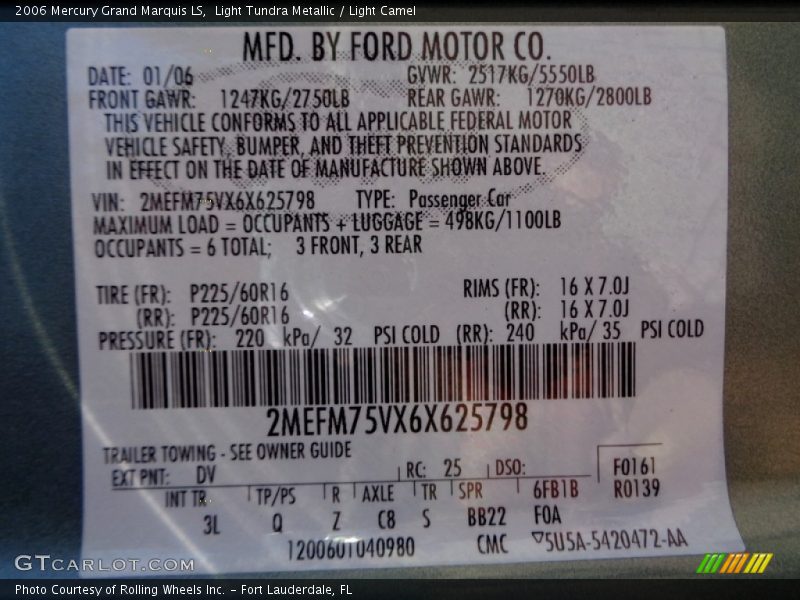 2006 Mercury Grand Marquis LS,  Light Tundra Metallic / Light Camel
MFD. BY FORD MOTOR CO.
DATE: 01/06 GVWR: 2517KG/5550LB
FRONT GAWR: 1247KG/2750LB REAR GAWR: 1270KG/2800LB
THIS VEHICLE CONFORMS TO ALL APPLICABLE FEDERAL MOTOR
VEHICLE SAFETY, BUMPER, AND THEFT PREVENTION STANDARDS
IN EFFECT ON THE DATE OF MANUFACTURE SHOWN ABOVE.
VIN: 2MEFM75VX6X625798 TYPE: Passenger Car
MAXIMUM LOAD = OCCUPANTS + LUGGAGE = 498KG/1100LB
OCCUPANTS = 6 TOTAL; 3 FRONT, 3 REAR
TIRE (FR): P225/60R16 RIMS (FR): 16 X 7.0J
(RR): P225/60R16 (RR): 16 X 7.0J
PRESSURE (FR): 220 kPa/ 32 PSI COLD (RR): 240 kPa/ 35 PSI COLD
2MEFM75VX6X625798
TRAILER TOWING - SEE OWNER GUIDE
EXT PNT: DV RC: 25 DSO: F0161
INT TR TP/PS R AXLE TR SPR 6FB1B R0139
3L Q Z C8 S BB22 F0A
1200601040980 CMC ▽5U5A-5420472-AA
GTCARLOT.COM
Photo Courtesy of Rolling Wheels Inc. – Fort Lauderdale, FL